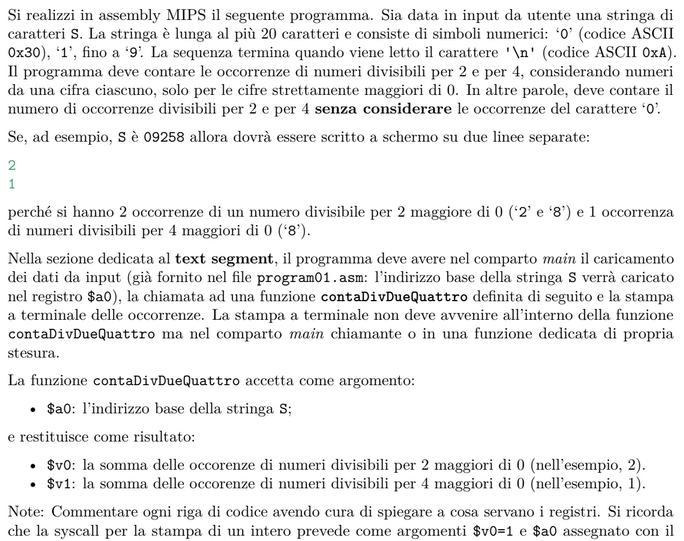 Si realizzi in assembly MIPS il seguente programma. Sia data in input da utente una stringa di
caratteri S. La stringa è lunga al più 20 caratteri e consiste di simboli numerici: ‘0’ (codice ASCII
0x30), ‘1’, fino a ‘9’. La sequenza termina quando viene letto il carattere '\n' (codice ASCII 0xA).
Il programma deve contare le occorrenze di numeri divisibili per 2 e per 4, considerando numeri
da una cifra ciascuno, solo per le cifre strettamente maggiori di 0. In altre parole, deve contare il
numero di occorrenze divisibili per 2 e per 4 senza considerare le occorrenze del carattere ‘0’.
Se, ad esempio, S è 09258 allora dovrà essere scritto a schermo su due linee separate:
2
1
perché si hanno 2 occorrenze di un numero divisibile per 2 maggiore di 0 (‘2’ e ‘8’) e 1 occorrenza
di numeri divisibili per 4 maggiori di 0 (‘8’).
Nella sezione dedicata al text segment, il programma deve avere nel comparto main il caricamento
dei dati da input (già fornito nel file program01.asm: l'indirizzo base della stringa S verrà caricato
nel registro $a0), la chiamata ad una funzione contaDivDueQuattro definita di seguito e la stampa
a terminale delle occorrenze. La stampa a terminale non deve avvenire all'interno della funzione
contaDivDueQuattro ma nel comparto main chiamante o in una funzione dedicata di propria
stesura.
La funzione contaDivDueQuattro accetta come argomento:
• $a0: l'indirizzo base della stringa S;
e restituisce come risultato:
• $v0: la somma delle occorenze di numeri divisibili per 2 maggiori di 0 (nell'esempio, 2).
• $v1: la somma delle occorenze di numeri divisibili per 4 maggiori di 0 (nell'esempio, 1).
Note: Commentare ogni riga di codice avendo cura di spiegare a cosa servano i registri. Si ricorda
che la syscall per la stampa di un intero prevede come argomenti $v0=1 e $a0 assegnato con il